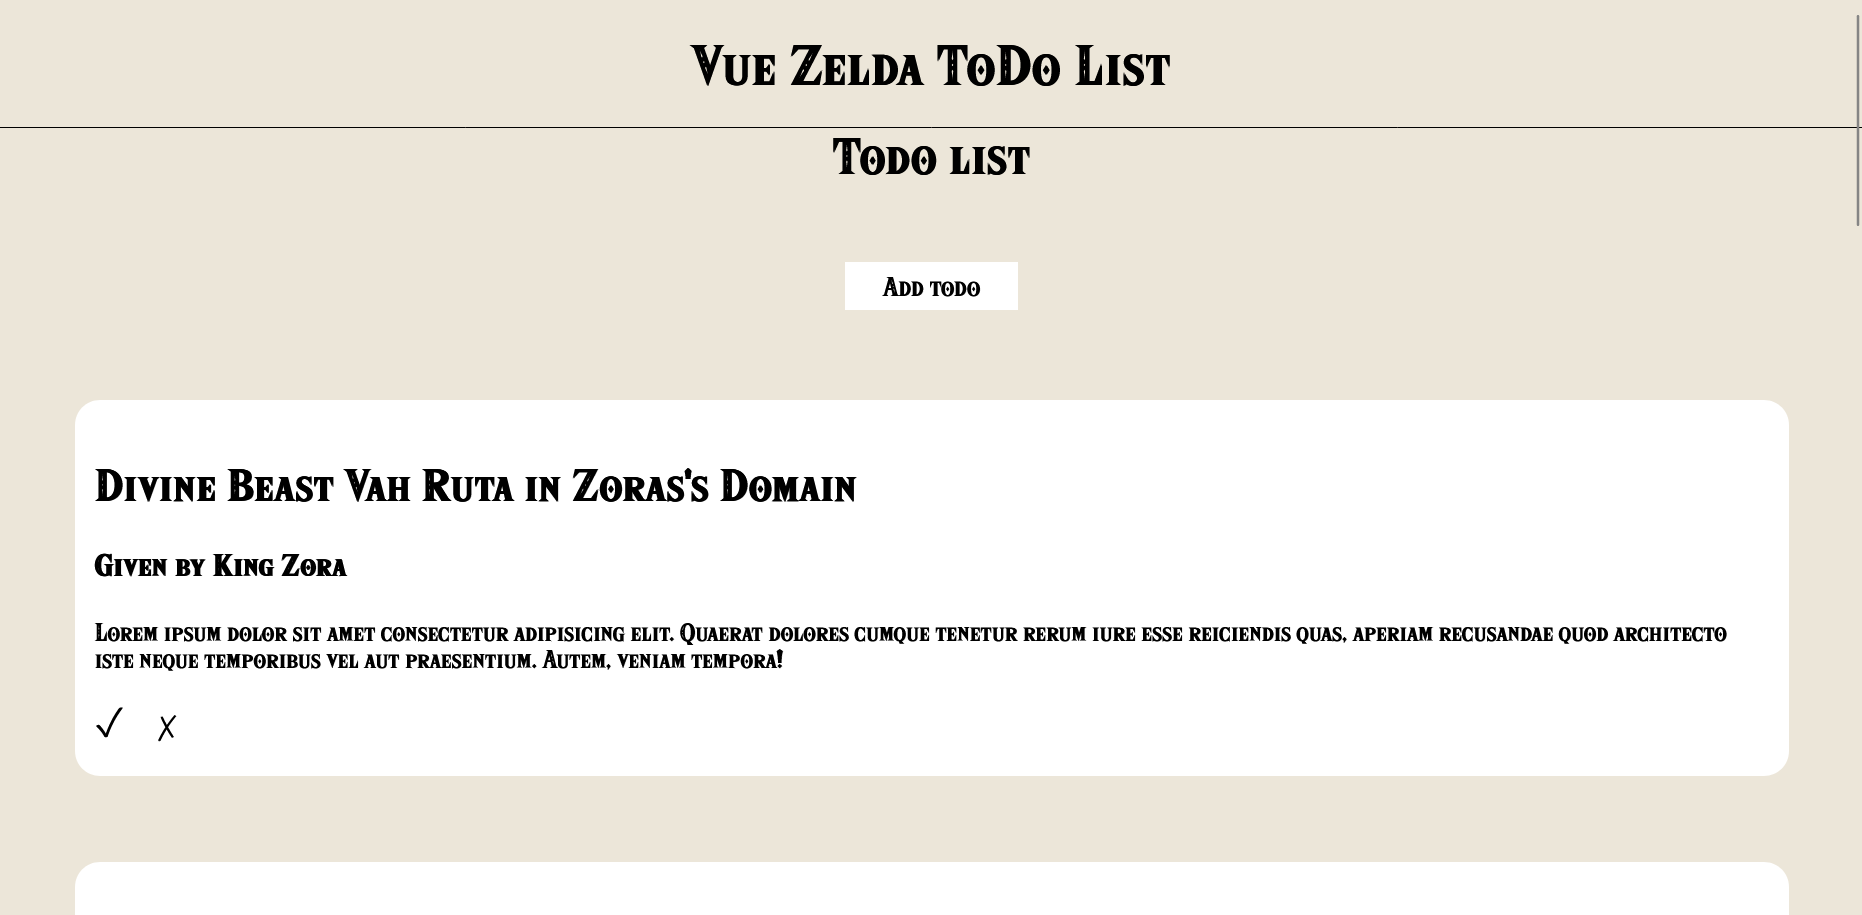 Vue Zelda ToDo List
Todo list
Add todo
Divine Beast Vah Ruta in Zoras's Domain
Given by King Zora
Lorem ipsum dolor sit amet consectetur adipisicing elit. Quaerat dolores cumque tenetur rerum iure esse reiciendis quas, aperiam recusandae quod architecto
iste neque temporibus vel aut praesentium. Autem, veniam tempora!
✓ ✗